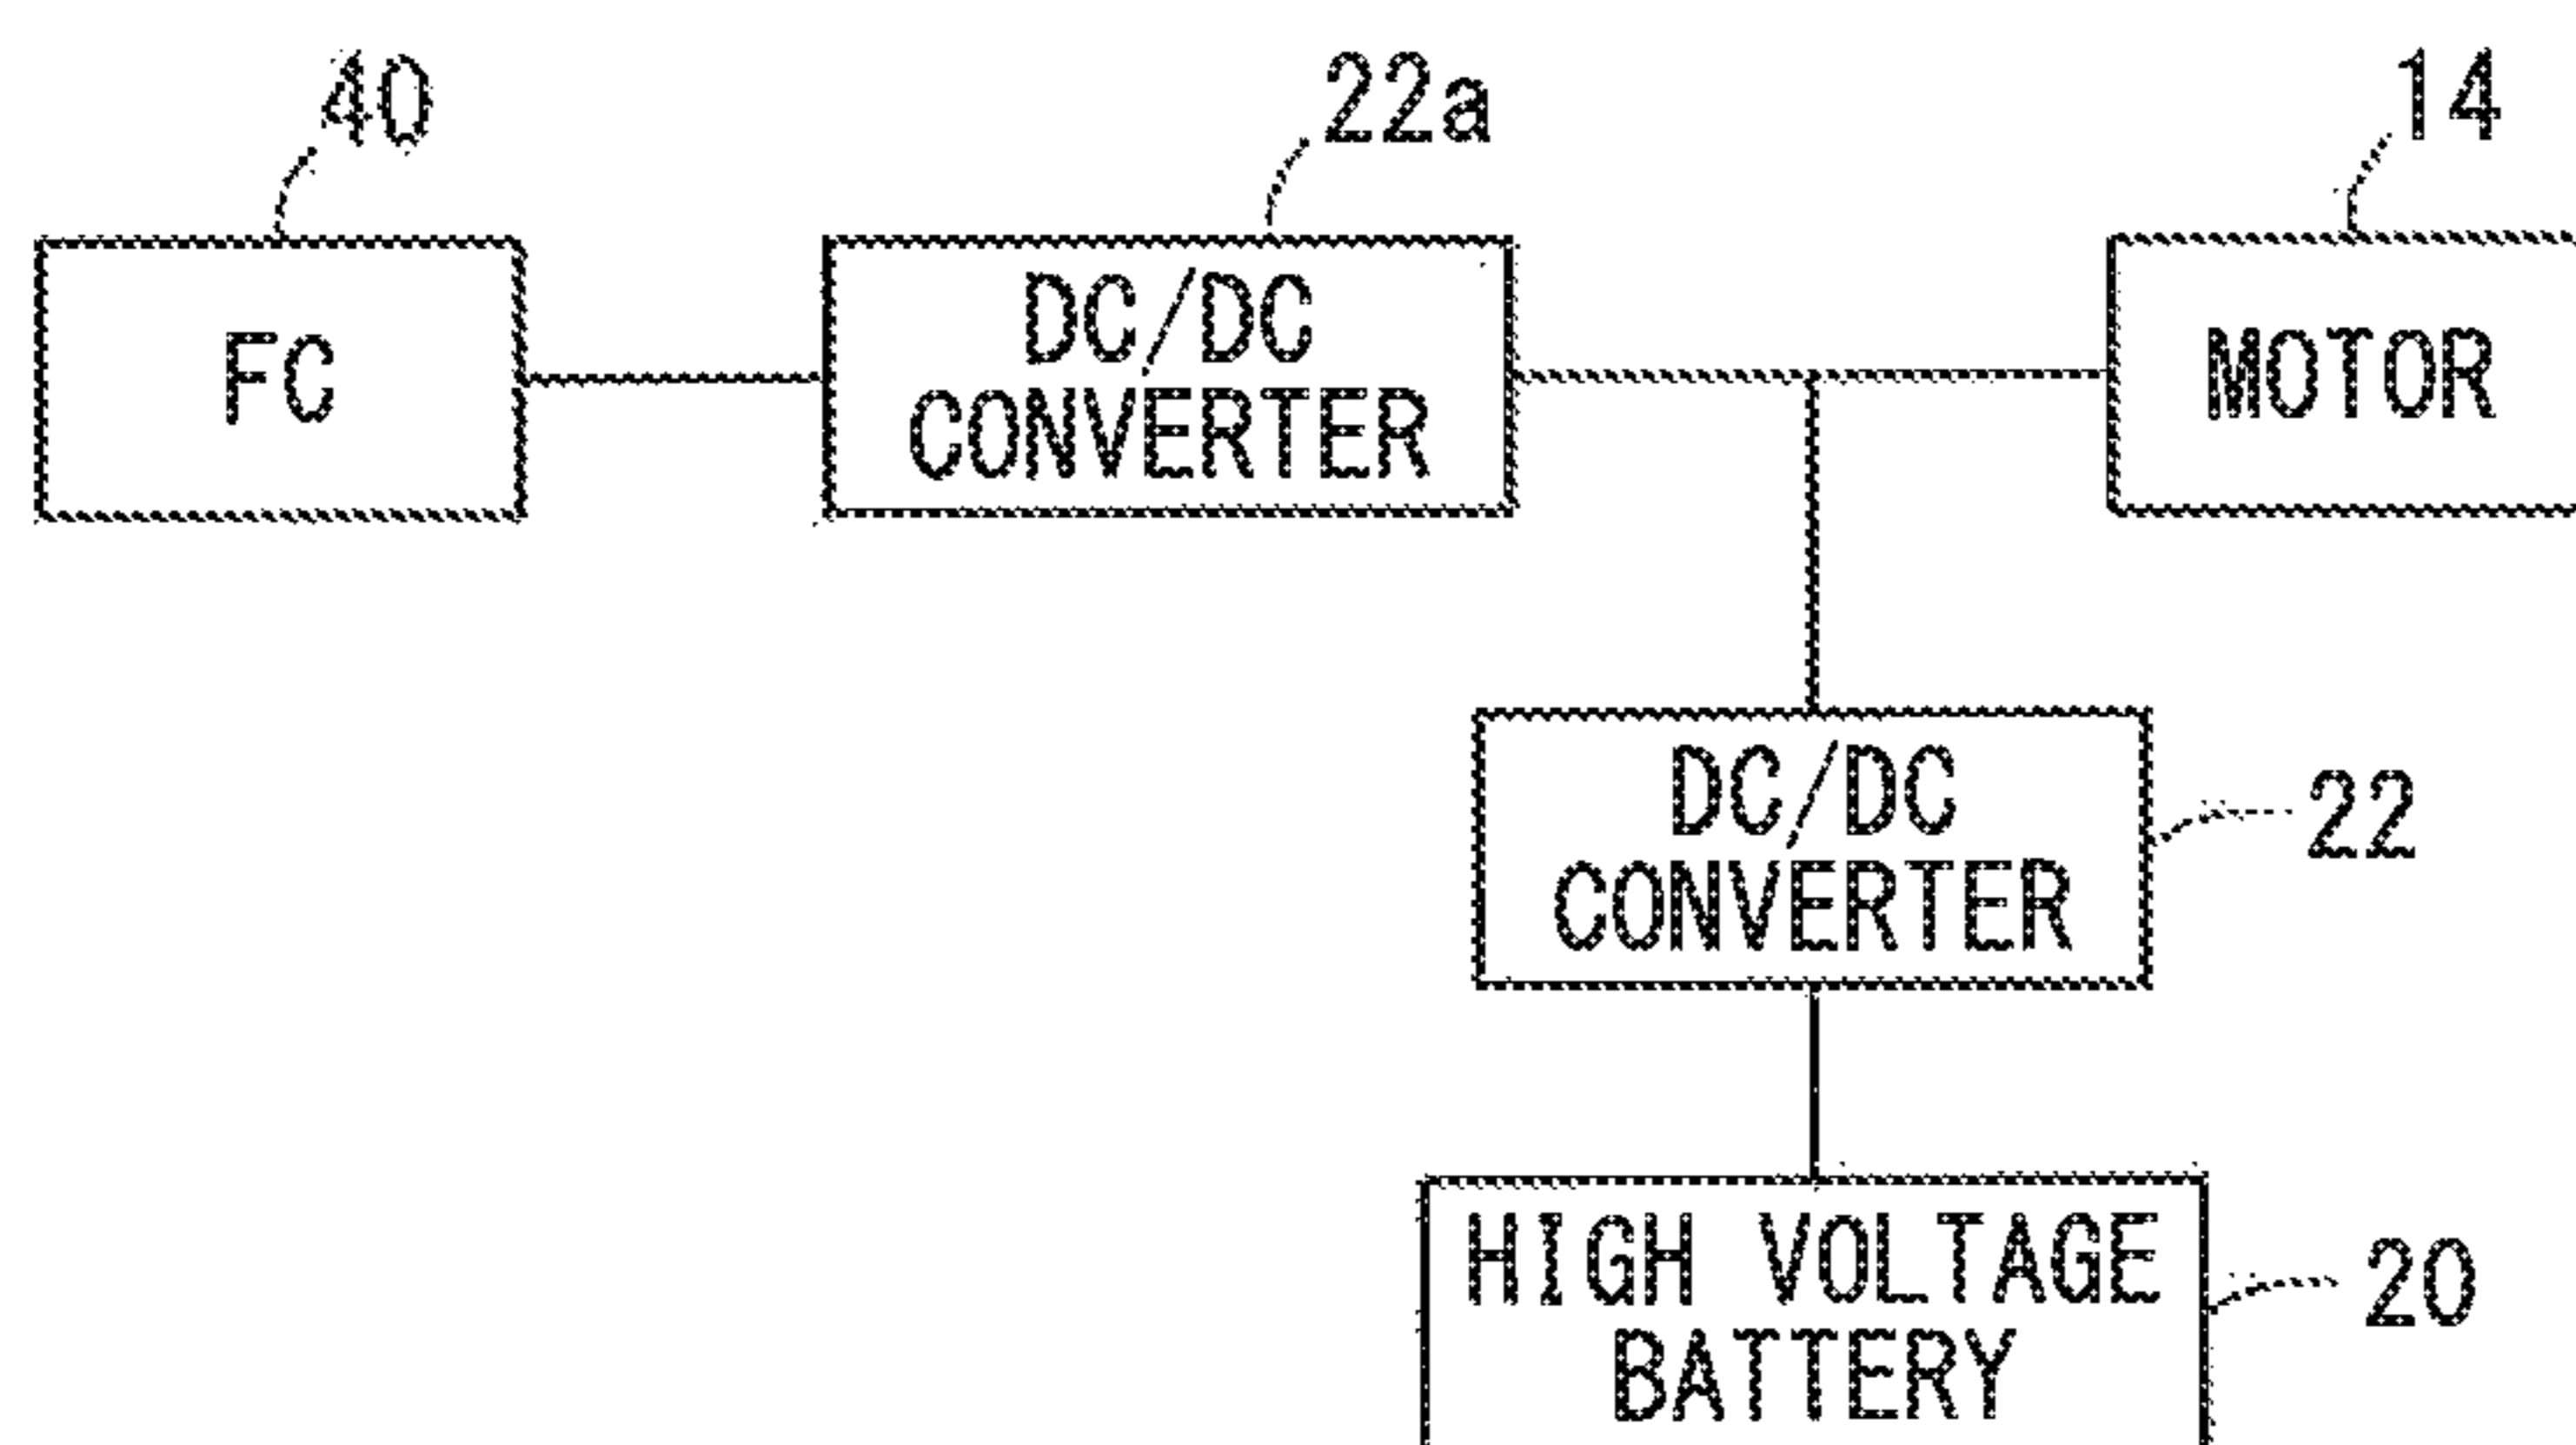 40
22a
14
FC
DC/DC
CONVERTER
MOTOR
DC/DC
CONVERTER
22
HIGH VOLTAGE
BATTERY
20